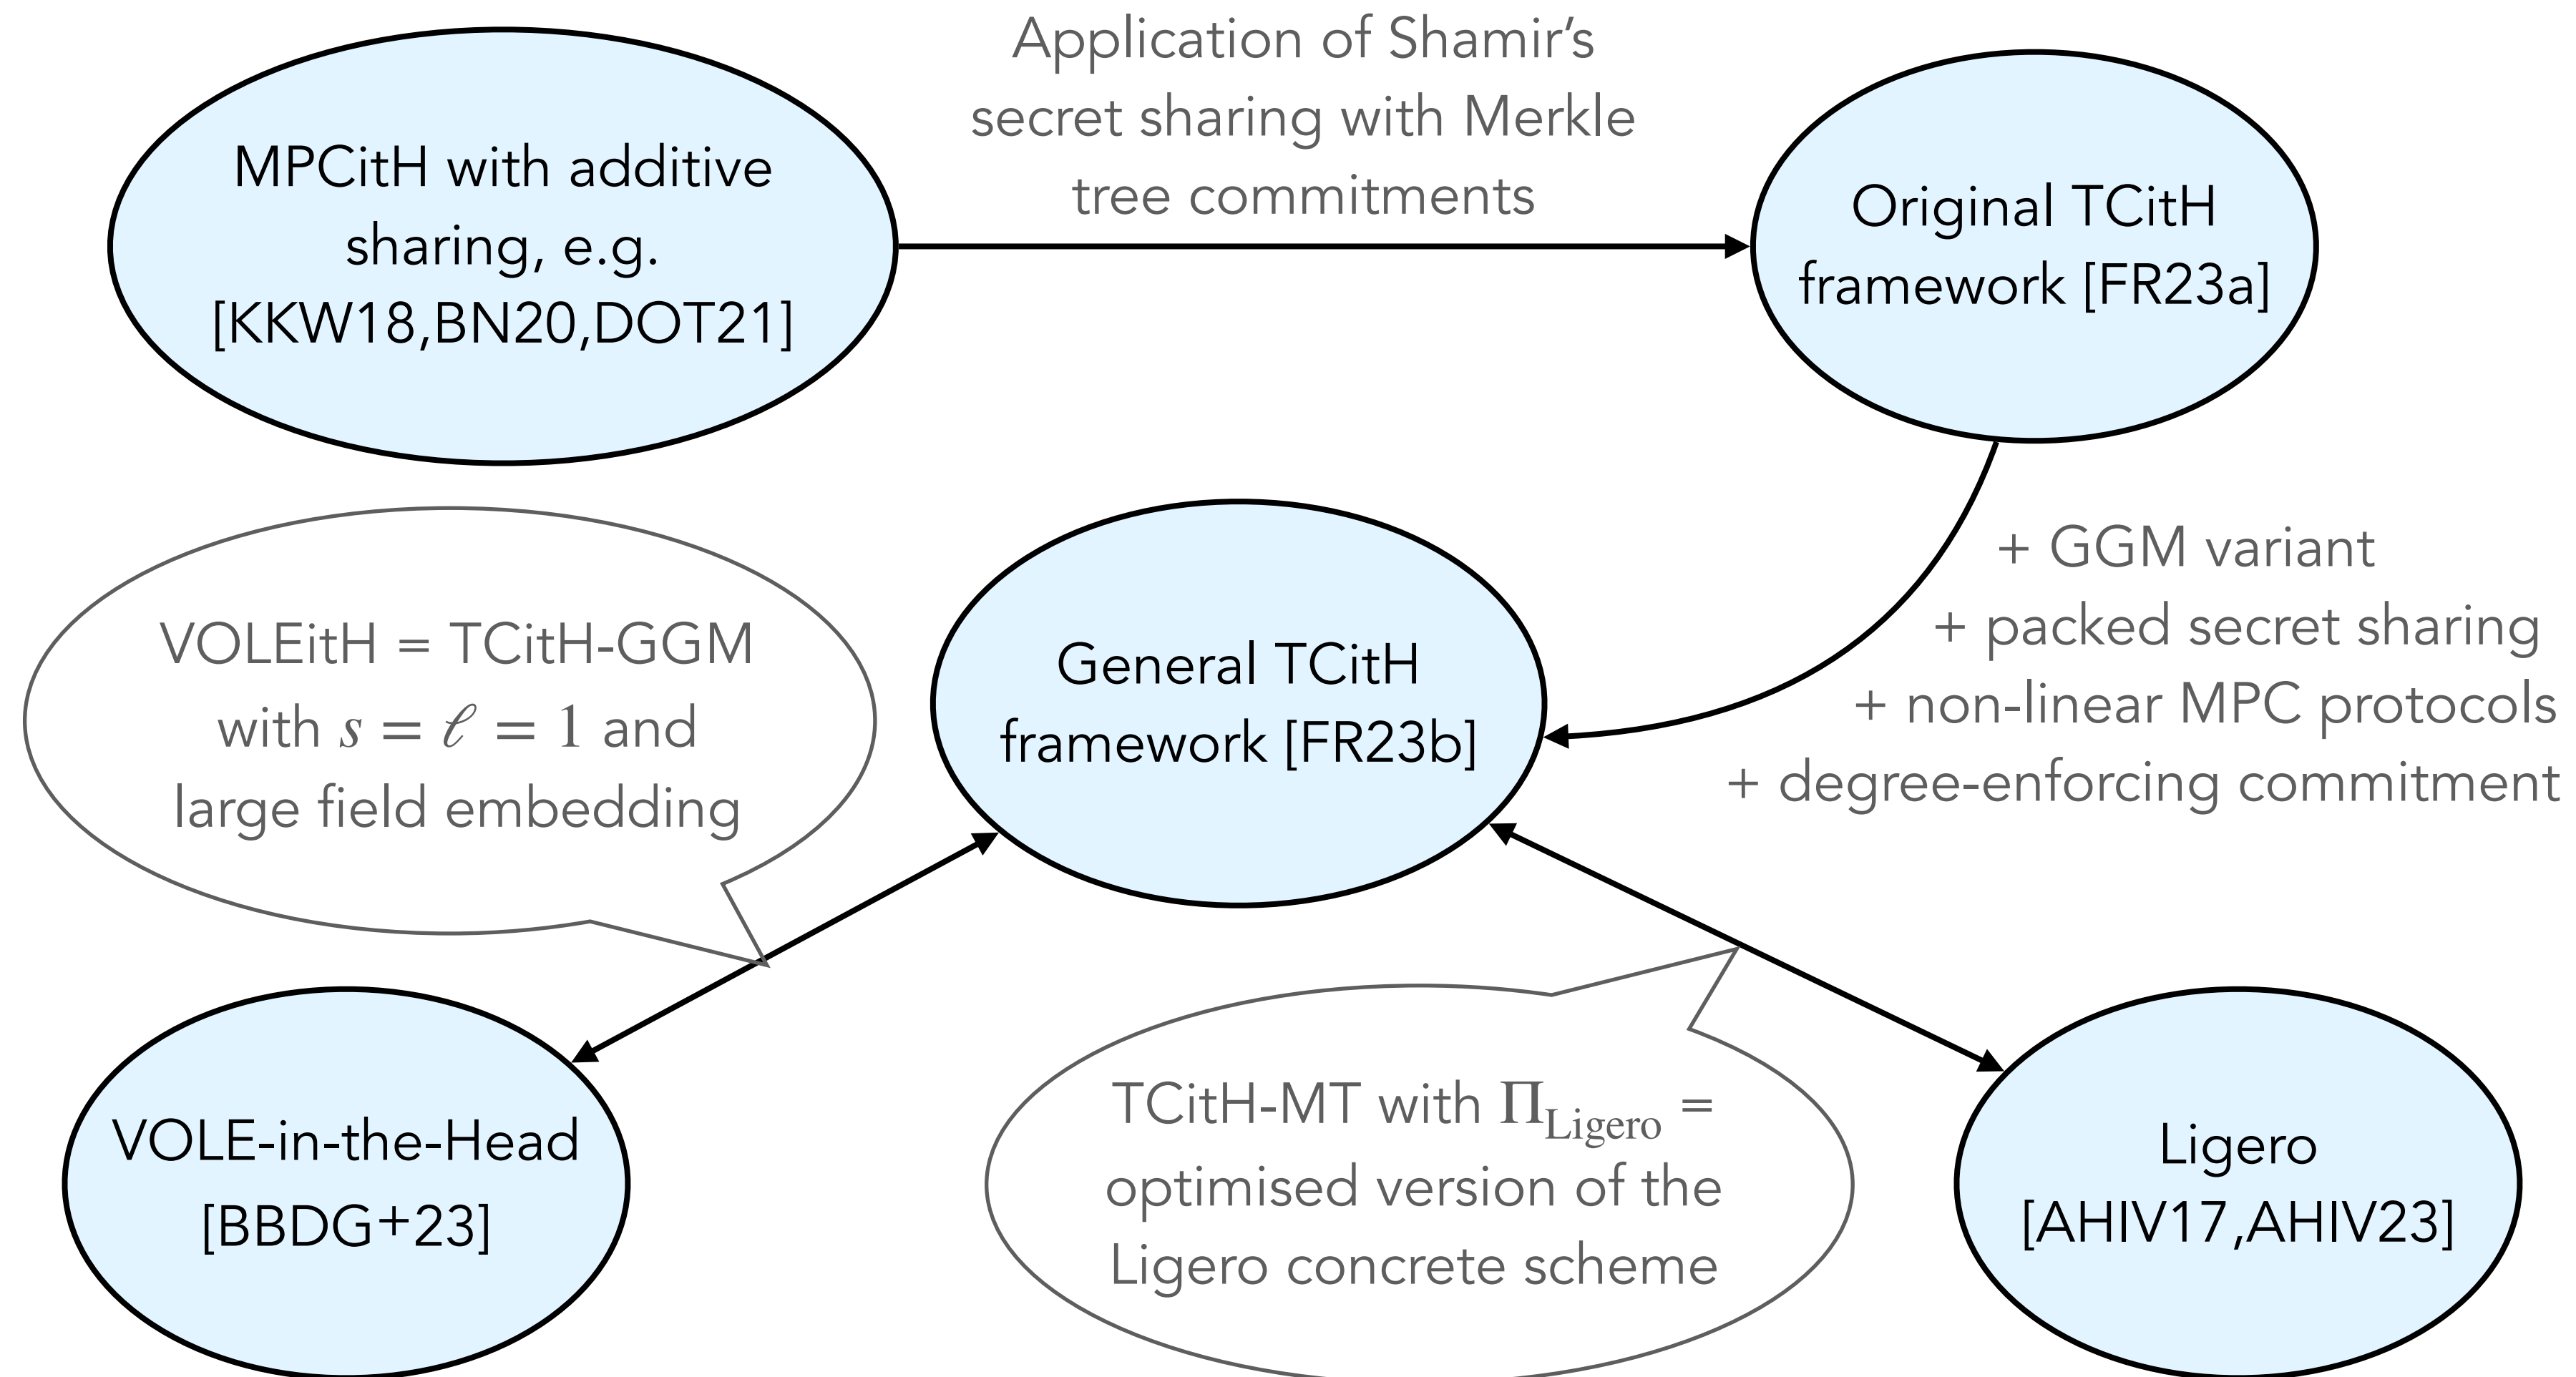 MPCitH with additive
sharing, e.g.
[KKW18,BN20,DOT21]
Application of Shamir’s
secret sharing with Merkle
tree commitments
Original TCitH
framework [FR23a]
+ GGM variant
+ packed secret sharing
+ non-linear MPC protocols
+ degree-enforcing commitment
General TCitH
framework [FR23b]
VOLEitH = TCitH-GGM
with s = ℓ = 1 and
large field embedding
VOLE-in-the-Head
[BBDG+23]
TCitH-MT with Π_Ligero =
optimised version of the
Ligero concrete scheme
Ligero
[AHIV17,AHIV23]